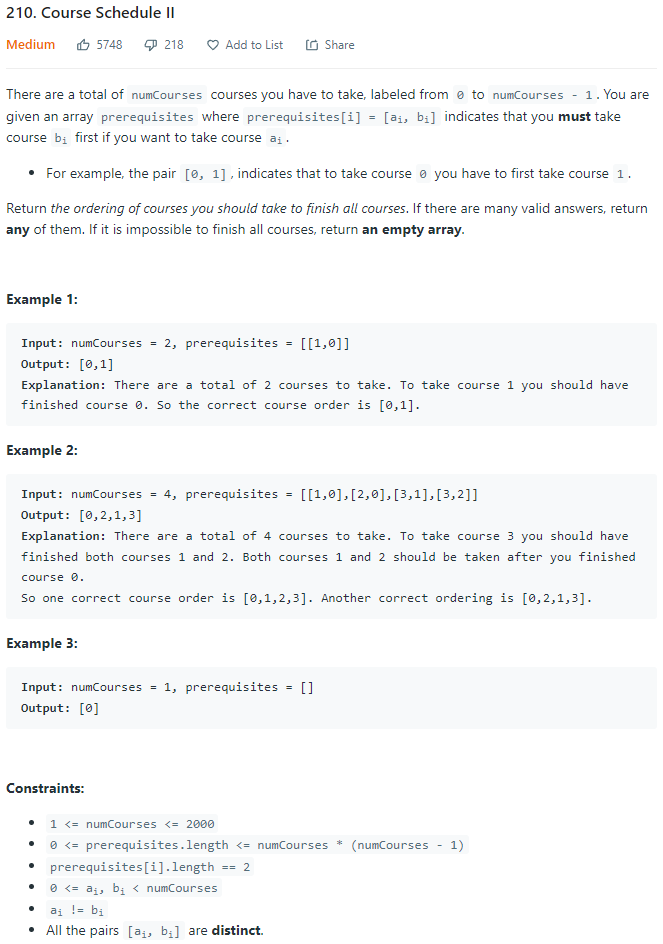 210. Course Schedule II
Medium 5748 218 Add to List Share
There are a total of numCourses courses you have to take, labeled from 0 to numCourses - 1. You are
given an array prerequisites where prerequisites[i] = [aᵢ, bᵢ] indicates that you must take
course bᵢ first if you want to take course aᵢ.
• For example, the pair [0, 1], indicates that to take course 0 you have to first take course 1.
Return the ordering of courses you should take to finish all courses. If there are many valid answers, return
any of them. If it is impossible to finish all courses, return an empty array.
Example 1:
Input: numCourses = 2, prerequisites = [[1,0]]
Output: [0,1]
Explanation: There are a total of 2 courses to take. To take course 1 you should have
finished course 0. So the correct course order is [0,1].
Example 2:
Input: numCourses = 4, prerequisites = [[1,0],[2,0],[3,1],[3,2]]
Output: [0,2,1,3]
Explanation: There are a total of 4 courses to take. To take course 3 you should have
finished both courses 1 and 2. Both courses 1 and 2 should be taken after you finished
course 0.
So one correct course order is [0,1,2,3]. Another correct ordering is [0,2,1,3].
Example 3:
Input: numCourses = 1, prerequisites = []
Output: [0]
Constraints:
• 1 <= numCourses <= 2000
• 0 <= prerequisites.length <= numCourses * (numCourses - 1)
• prerequisites[i].length == 2
• 0 <= aᵢ, bᵢ < numCourses
• aᵢ != bᵢ
• All the pairs [aᵢ, bᵢ] are distinct.